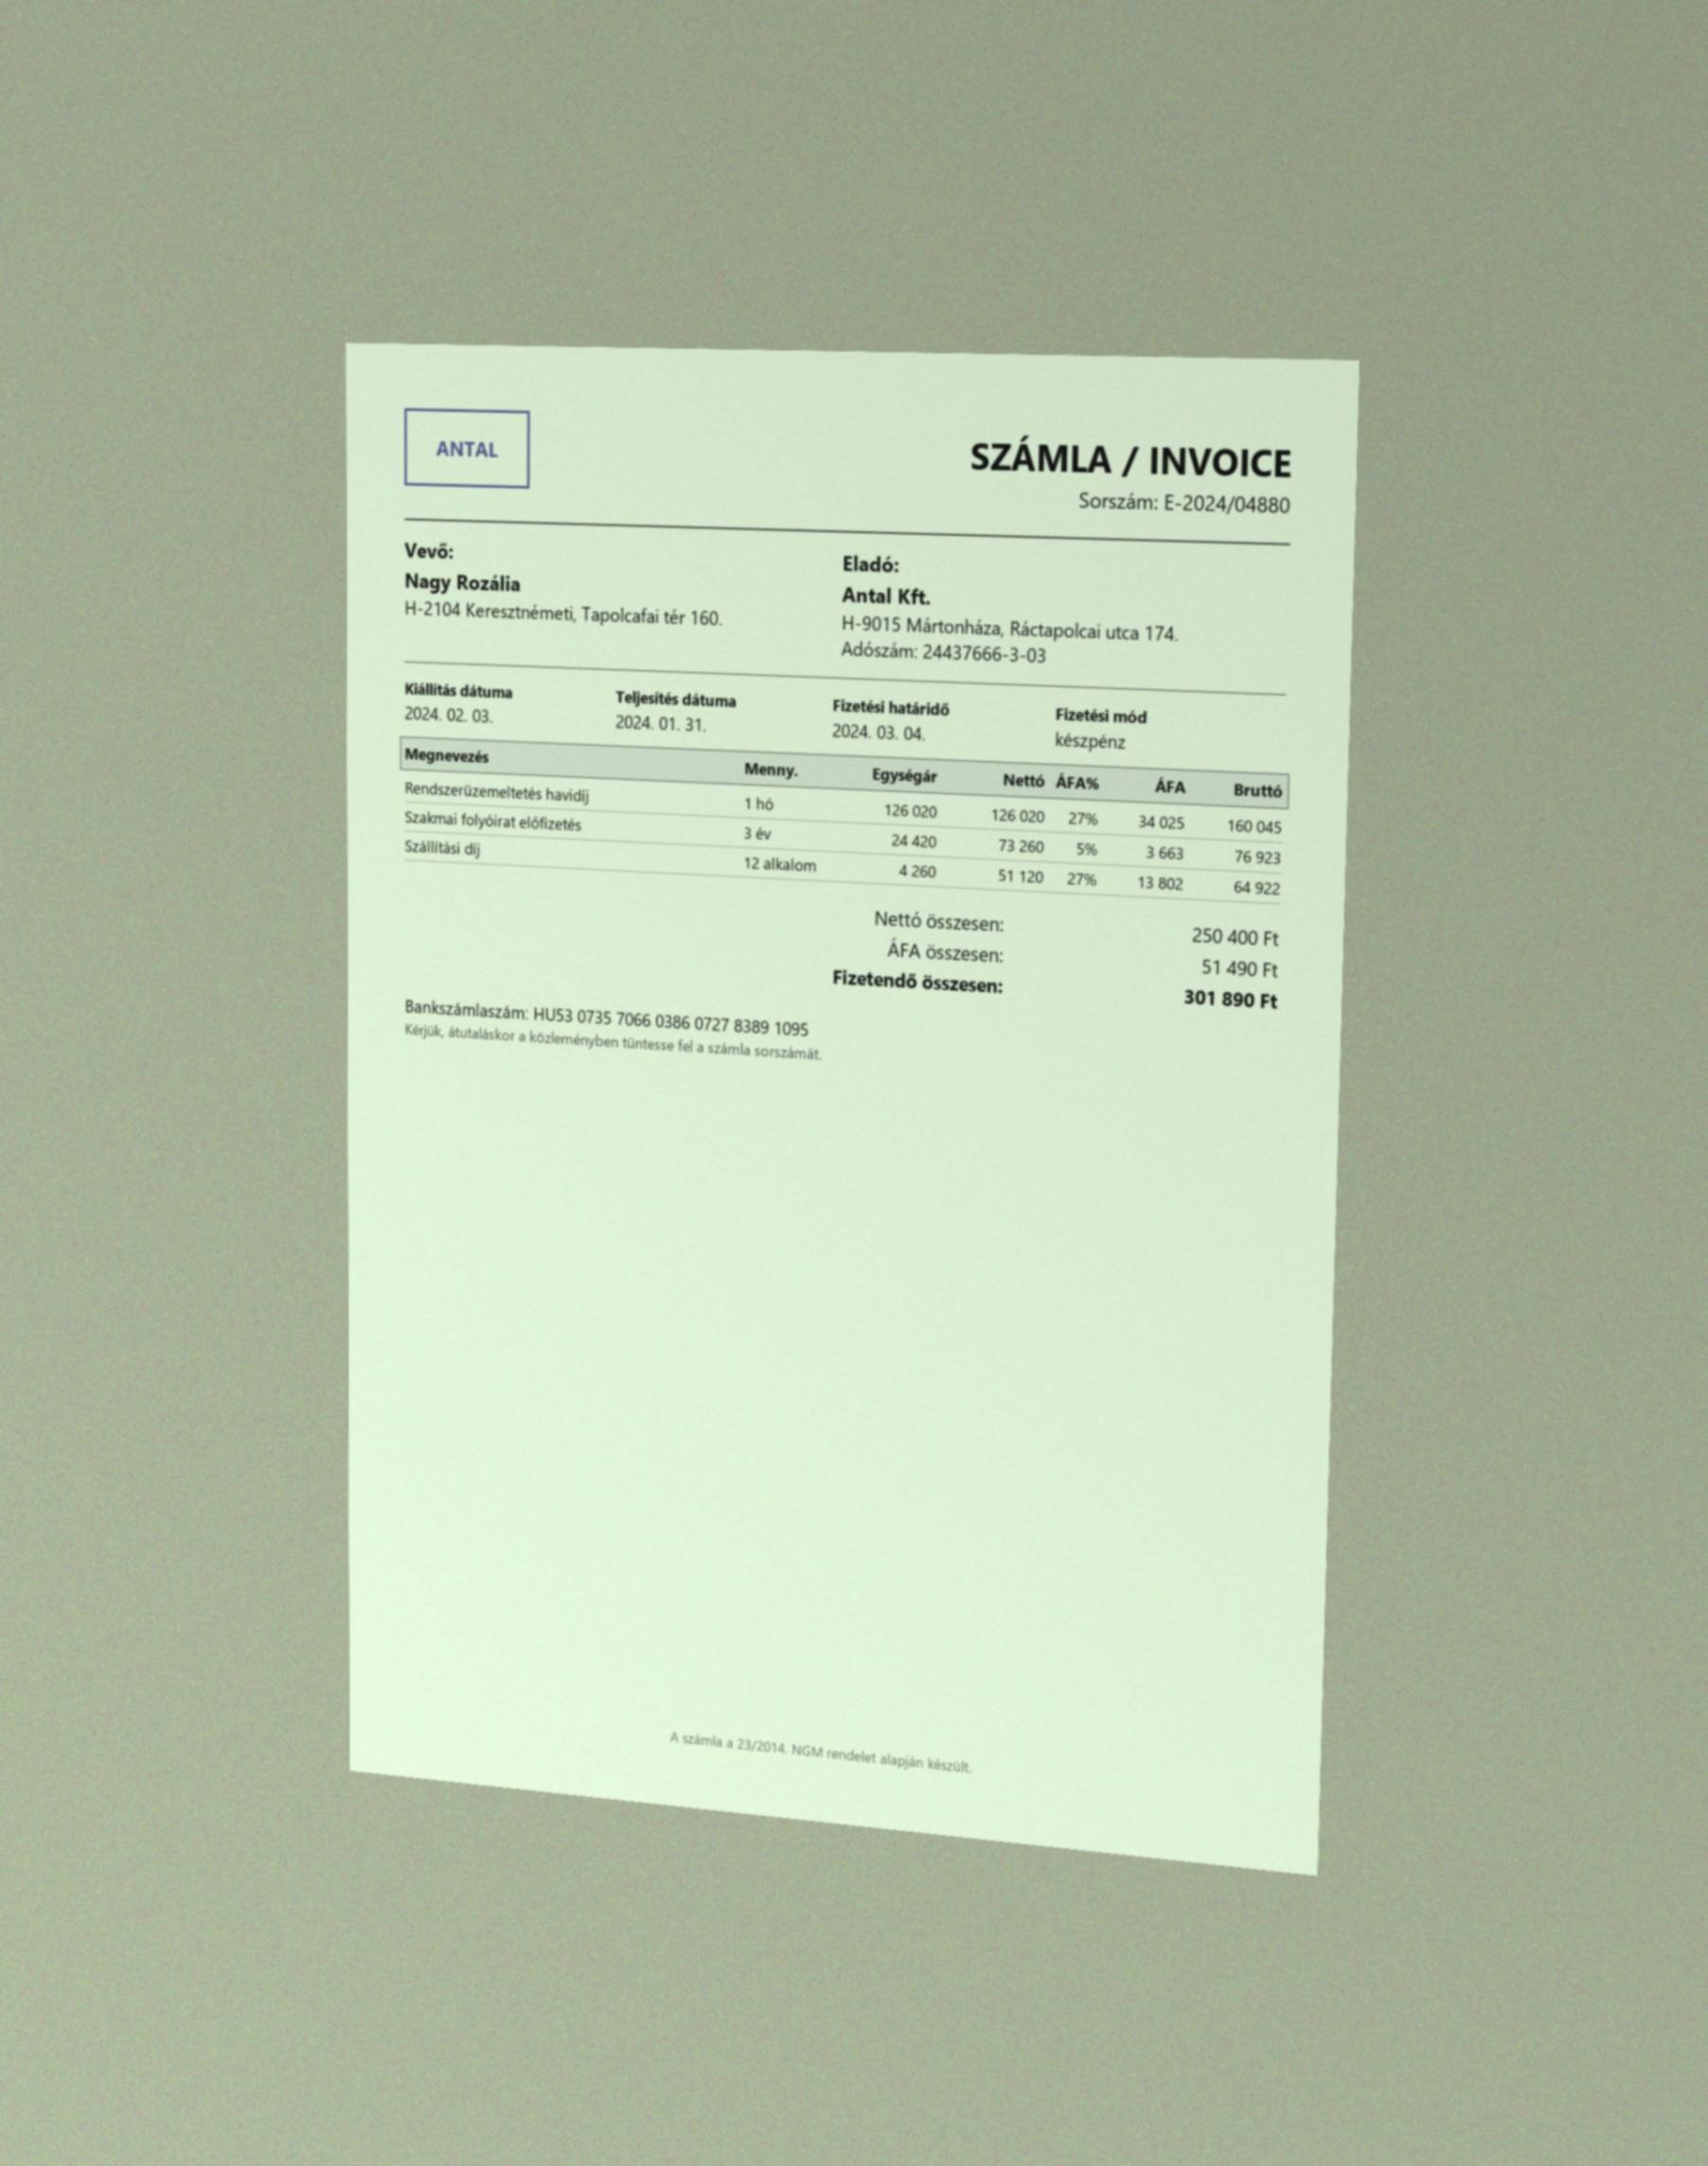 ANTAL
SZÁMLA / INVOICE
Sorszám: E-2024/04880
Vevő:
Nagy Rozália
H-2104 Keresztnémeti, Tapolcafai tér 160.
Eladó:
Antal Kft.
H-9015 Mártonháza, Ráctapolcai utca 174.
Adószám: 24437666-3-03
Kiállítás dátuma Teljesítés dátuma Fizetési határidő Fizetési mód
2024. 02. 03. 2024. 01. 31. 2024. 03. 04. készpénz
Megnevezés Menny. Egységár Nettó ÁFA% ÁFA Bruttó
Rendszerüzemeltetés havidíj 1 hó 126 020 126 020 27% 34 025 160 045
Szakmai folyóirat előfizetés 3 év 24 420 73 260 5% 3 663 76 923
Szállítási díj 12 alkalom 4 260 51 120 27% 13 802 64 922
Nettó összesen: 250 400 Ft
ÁFA összesen: 51 490 Ft
Fizetendő összesen: 301 890 Ft
Bankszámlaszám: HU53 0735 7066 0386 0727 8389 1095
Kérjük, átutaláskor a közleményben tüntesse fel a számla sorszámát.
A számla a 23/2014. NGM rendelet alapján készült.